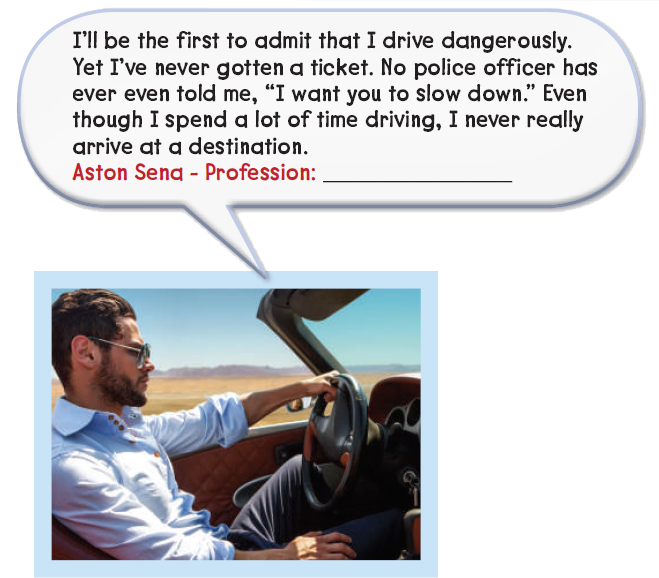 I'll be the first to admit that I drive dangerously.
Yet I've never gotten a ticket. No police officer has
ever even told me, “I want you to slow down.” Even
though I spend a lot of time driving, I never really
arrive at a destination.
Aston Sena - Profession: _________________